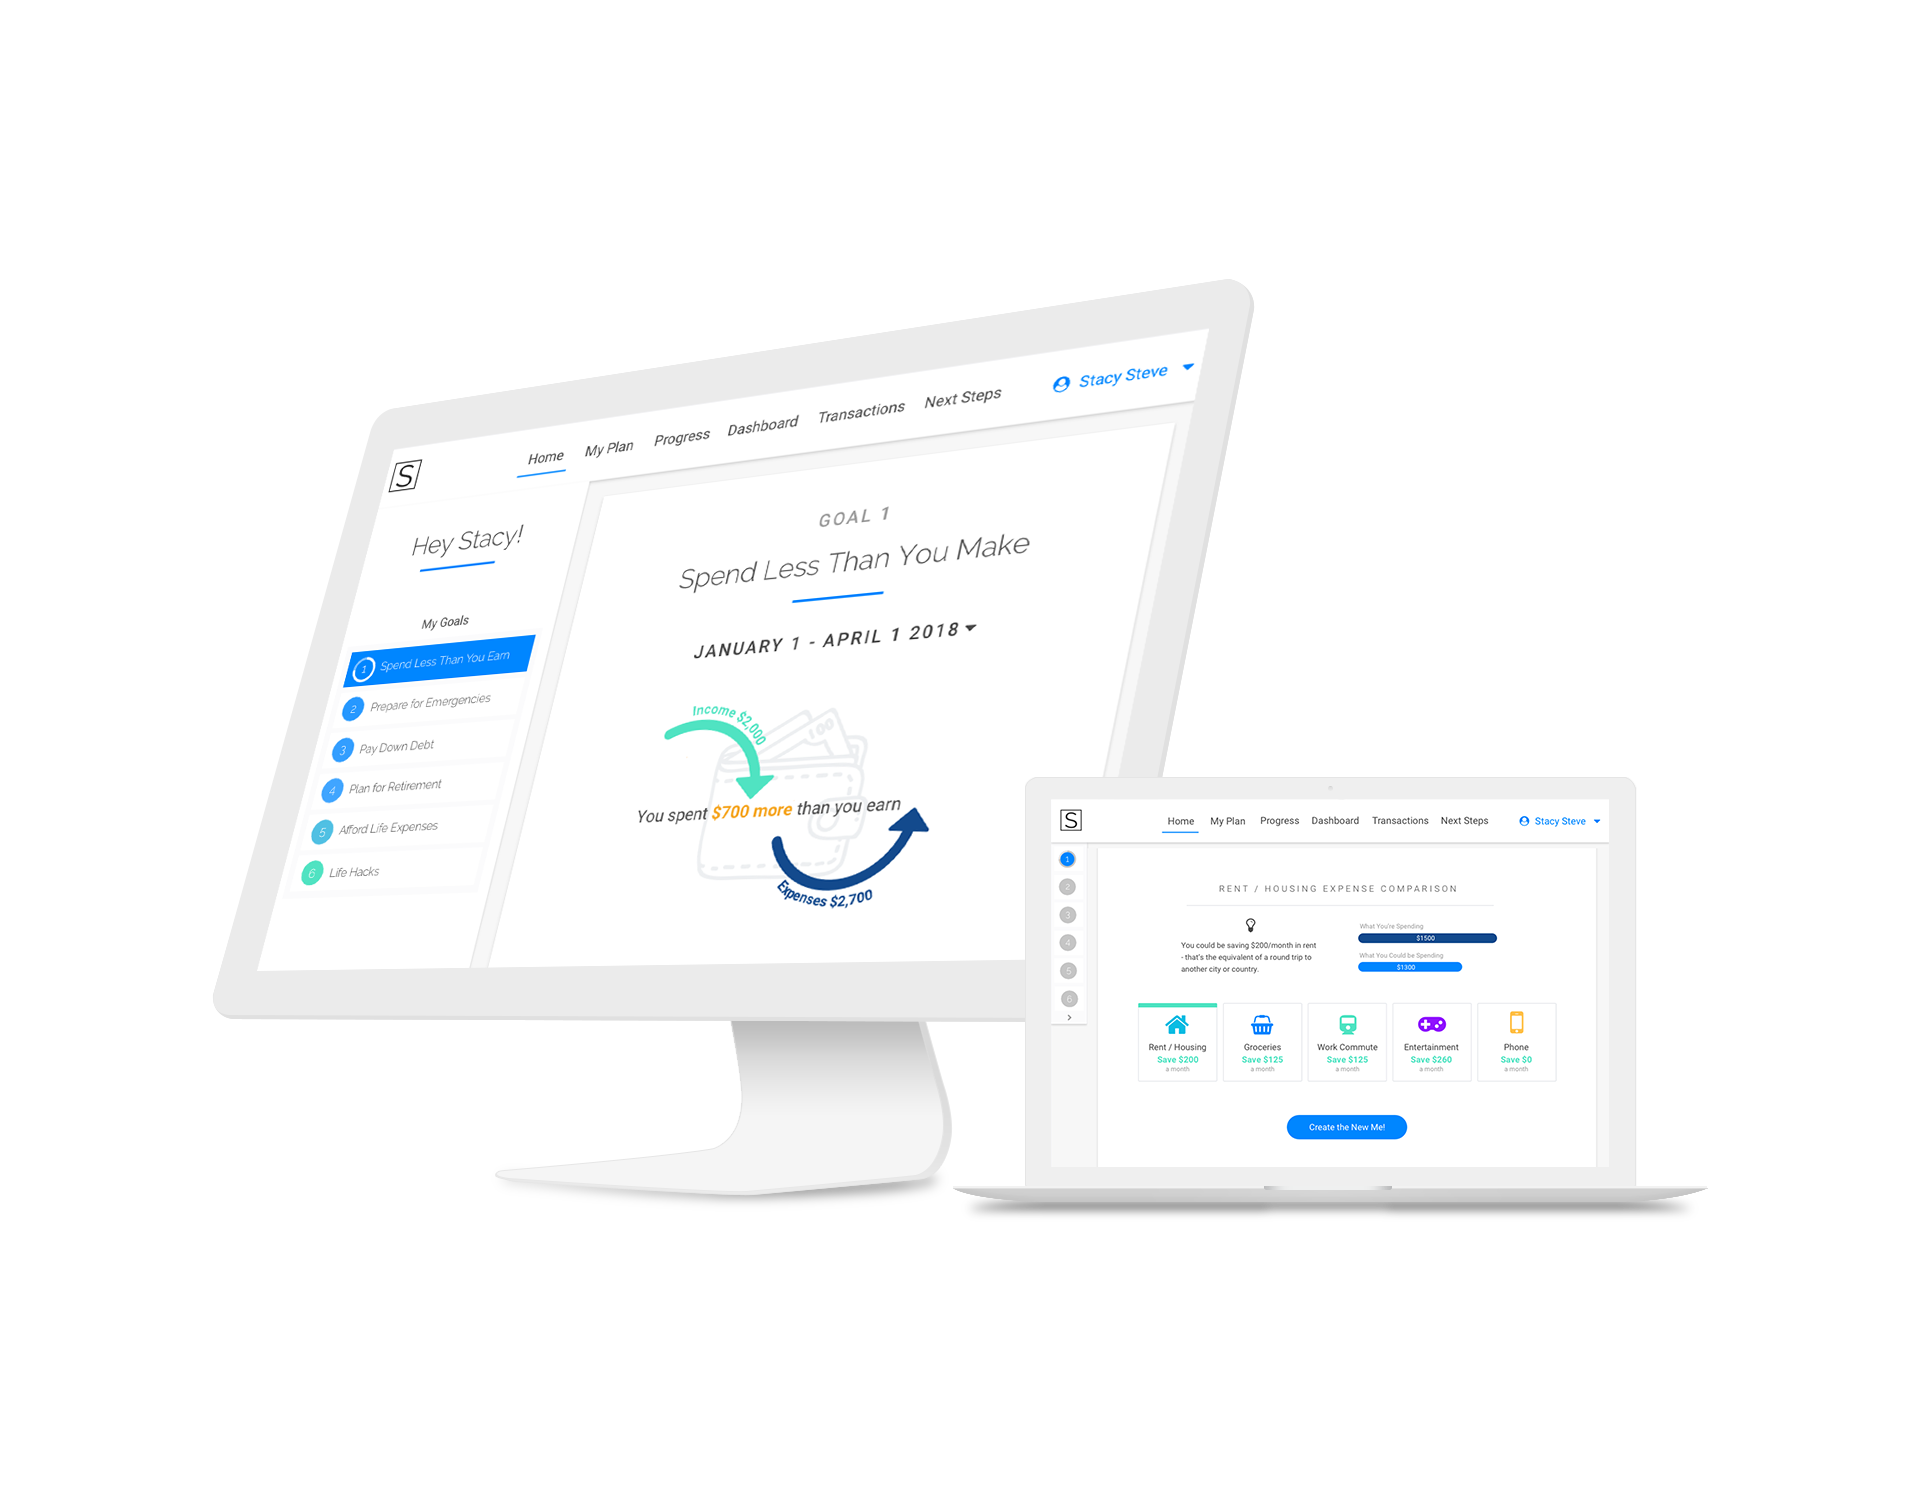 S
Home
My Plan
Progress
Dashboard
Transactions
Next Steps
Stacy Steve
Hey Stacy!
My Goals
1 Spend Less Than You Earn
2 Prepare for Emergencies
3 Pay Down Debt
4 Plan for Retirement
5 Afford Life Expenses
6 Life Hacks
GOAL 1
Spend Less Than You Make
JANUARY 1 - APRIL 1 2018
Income $2,000
00
You spent $700 more than you earn
Expenses $2,700
S
Home
My Plan
Progress
Dashboard
Transactions
Next Steps
Stacy Steve
1
2
3
4
5
6
RENT / HOUSING EXPENSE COMPARISON
You could be saving $200/month in rent
- that's the equivalent of a round trip to
another city or country.
What You're Spending
$1500
What You Could be Spending
$1300
Rent / Housing
Save $200
a month
Groceries
Save $125
a month
Work Commute
Save $125
a month
Entertainment
Save $260
a month
Phone
Save $0
a month
Create the New Me!